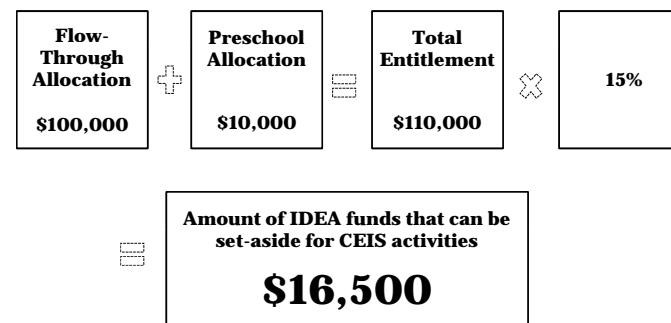 Flow-
Through
Allocation
$100,000
Preschool
Allocation
$10,000
Total
Entitlement
$110,000
15%
Amount of IDEA funds that can be
set-aside for CEIS activities
$16,500